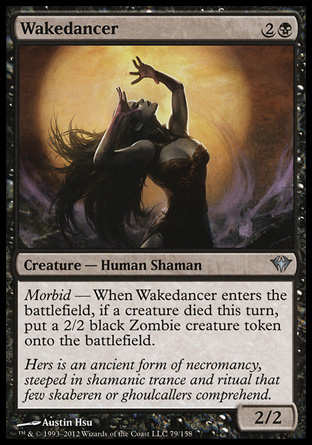 Wakedancer 2
Creature — Human Shaman
Morbid — When Wakedancer enters the
battlefield, if a creature died this turn,
put a 2/2 black Zombie creature token
onto the battlefield.
Hers is an ancient form of necromancy,
steeped in shamanic trance and ritual that
few skaberen or ghoulcallers comprehend.
2/2
Austin Hsu
™ & © 1993–2012 Wizards of the Coast LLC 79/158